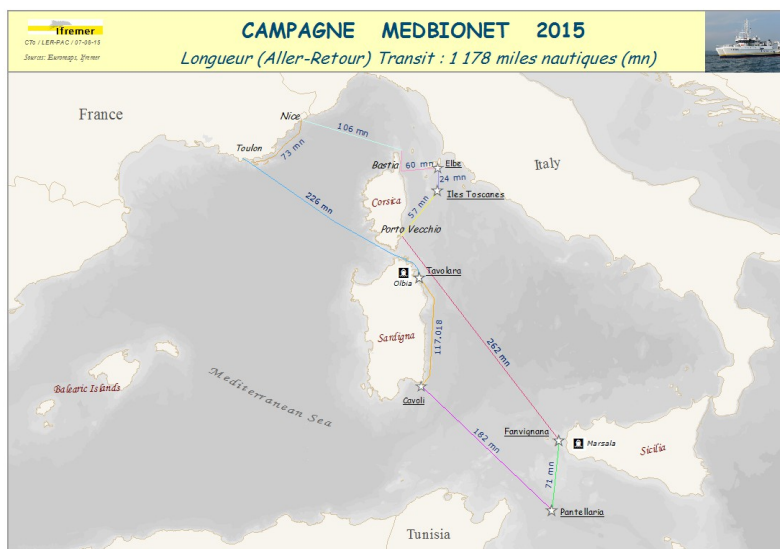 Ifremer
CTo / LER-PAC / 07-08-15
Source: Euromaps, Ifremer
CAMPAGNE MEDBIONET 2015
Longueur (Aller-Retour) Transit : 1 178 miles nautiques (mn)
France
Nice
106 mn
Toulon
73 mn
Bastia
60 mn
Elbe
Italy
24 mn
Iles Toscanes
Corsica
57 mn
226 mn
Porto Vecchio
Tavolara
Olbia
Sardigna
117,018
262 mn
Mediterranean Sea
Balearic Islands
Cavoli
182 mn
Fanvignana
Marsala
Sicilia
71 mn
Pantellaria
Tunisia